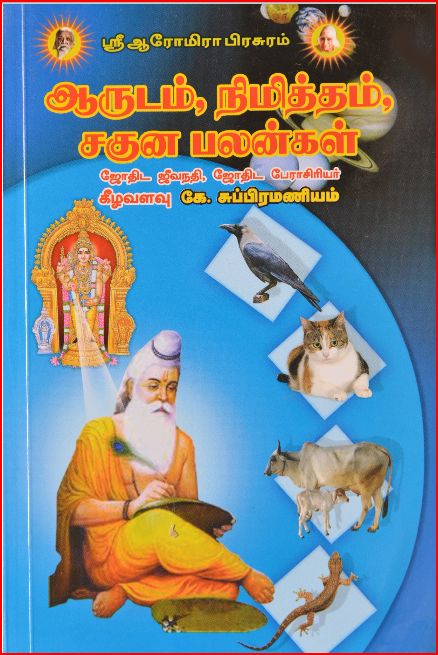 ஸ்ரீ ஆரோமிரா பிரசுரம்
ஆருடம், நிமித்தம்,
சகுன பலன்கள்
ஜோதிட ஜீவநதி, ஜோதிட பேராசிரியர்
கீழவளவு கே. சுப்பிரமணியம்